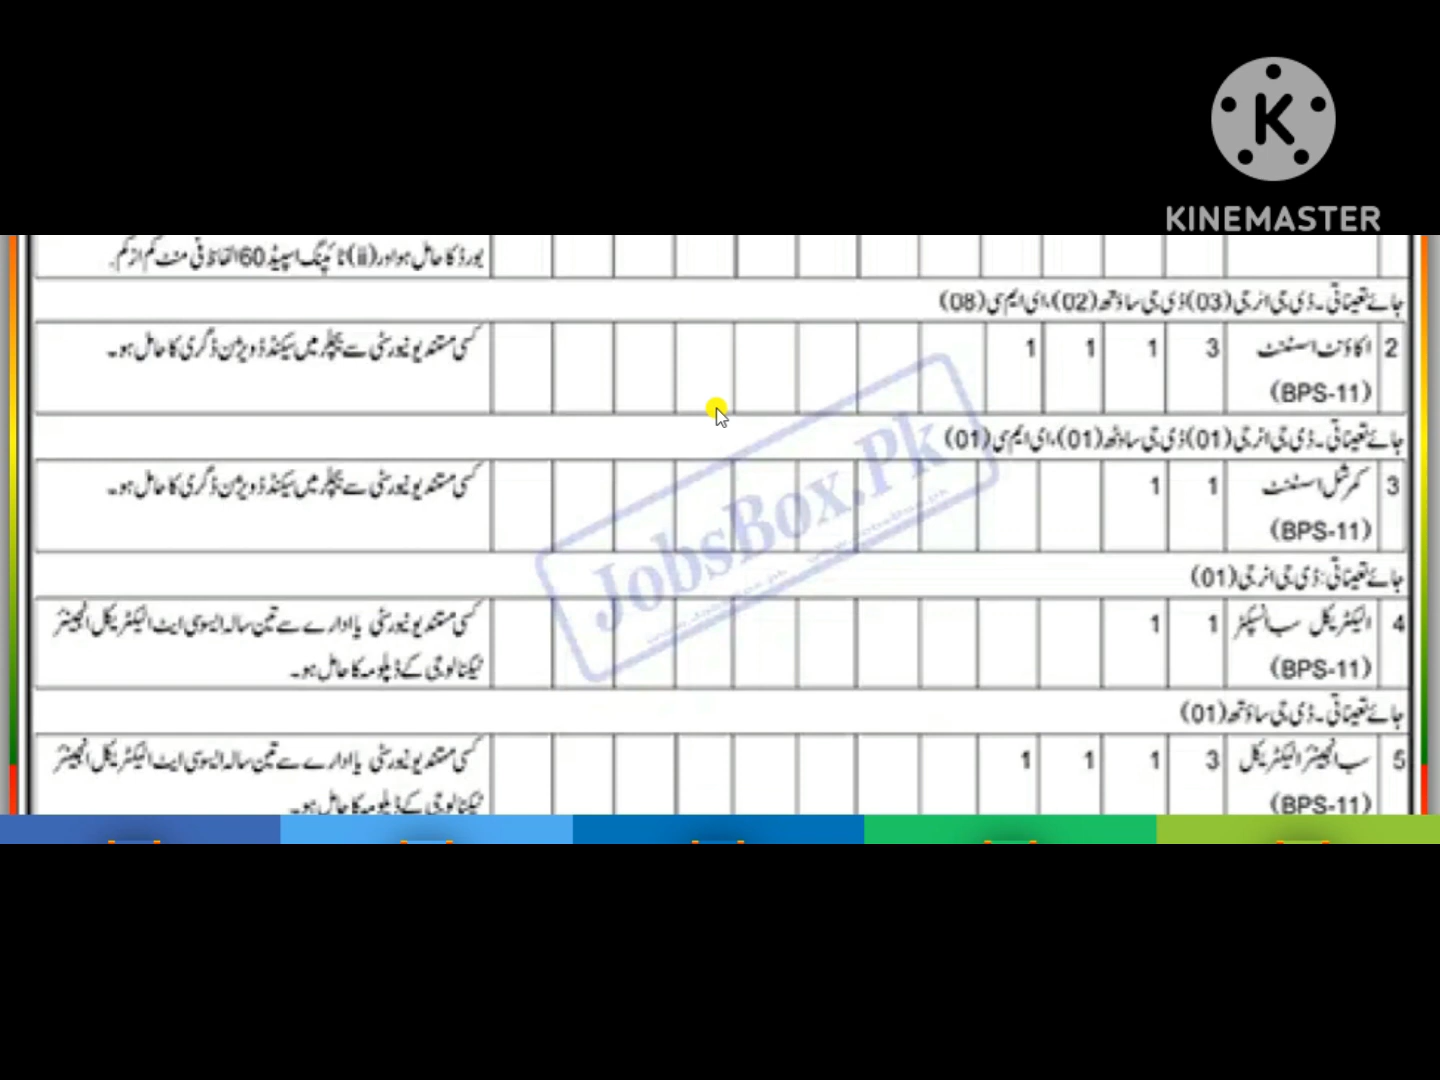 KINEMASTER
بورڈ کا حامل ہو اور (ii) ٹائپنگ اسپیڈ 60 الفاظ فی منٹ کم از کم.
جائے تعیناتی۔ ڈی جی انرجی (03) ڈی جی ساؤتھ (02)، ای ایم سی (08)
2 اکاؤنٹ اسسٹنٹ 3 1 1 1 کسی مستند یونیورسٹی سے بیچلر میں سیکنڈ ڈویژن ڈگری کا حامل ہو۔
(BPS-11)
جائے تعیناتی۔ ڈی جی انرجی (01) ڈی جی ساؤتھ (01)، ای ایم سی (01)
3 کمرشل اسسٹنٹ 1 1 کسی مستند یونیورسٹی سے بیچلر میں سیکنڈ ڈویژن ڈگری کا حامل ہو۔
(BPS-11)
جائے تعیناتی: ڈی جی انرجی (01)
4 الیکٹریکل سب انسپکٹر 1 1 کسی مستند یونیورسٹی یا ادارے سے تین سالہ ایسوسی ایٹ الیکٹریکل انجینئر
(BPS-11) ٹیکنالوجی کے ڈپلومہ کا حامل ہو۔
جائے تعیناتی۔ ڈی جی ساؤتھ (01)
5 سب انجینئر الیکٹریکل 3 1 1 1 کسی مستند یونیورسٹی یا ادارے سے تین سالہ ایسوسی ایٹ الیکٹریکل انجینئر
(BPS-11) ٹیکنالوجی کے ڈپلومہ کا حامل ہو۔
JobsBox.Pk